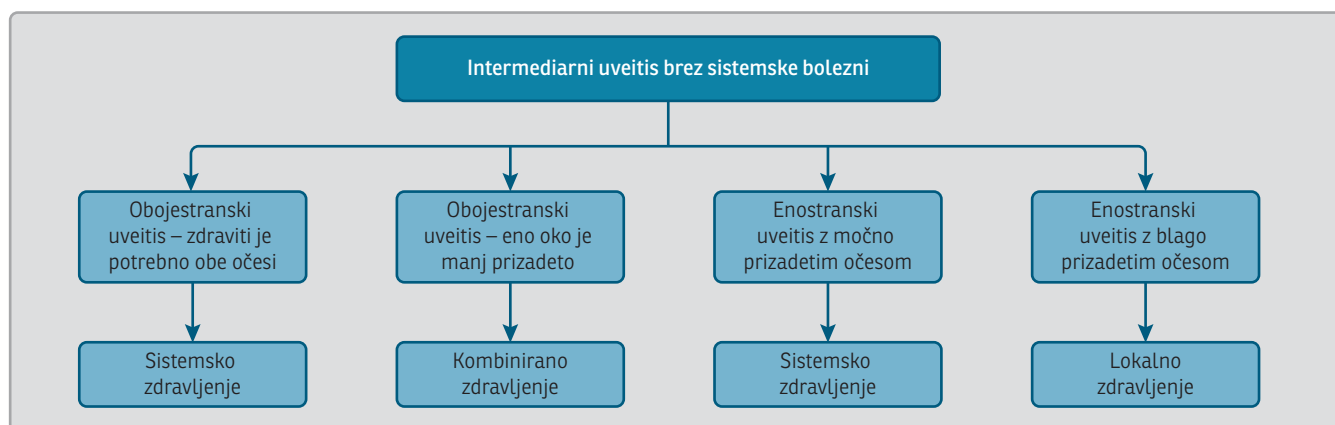 Intermediarni uveitis brez sistemske bolezni
Obojestranski
uveitis – zdraviti je
potrebno obe očesi
Obojestranski
uveitis – eno oko je
manj prizadeto
Enostranski
uveitis z močno
prizadetim očesom
Enostranski
uveitis z blago
prizadetim očesom
Sistemsko
zdravljenje
Kombinirano
zdravljenje
Sistemsko
zdravljenje
Lokalno
zdravljenje